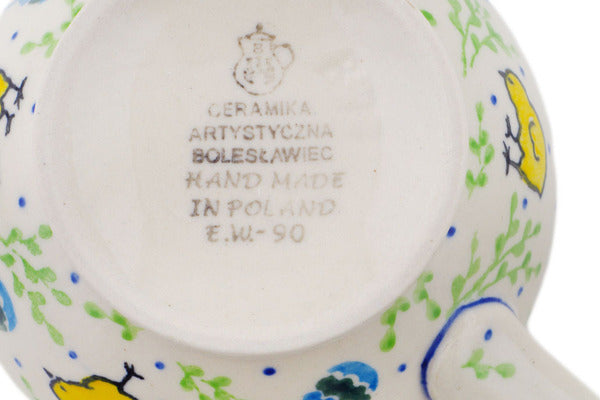 CERAMIKA
ARTYSTYCZNA
BOLESŁAWIEC
HAND MADE
IN POLAND
E.W.-90